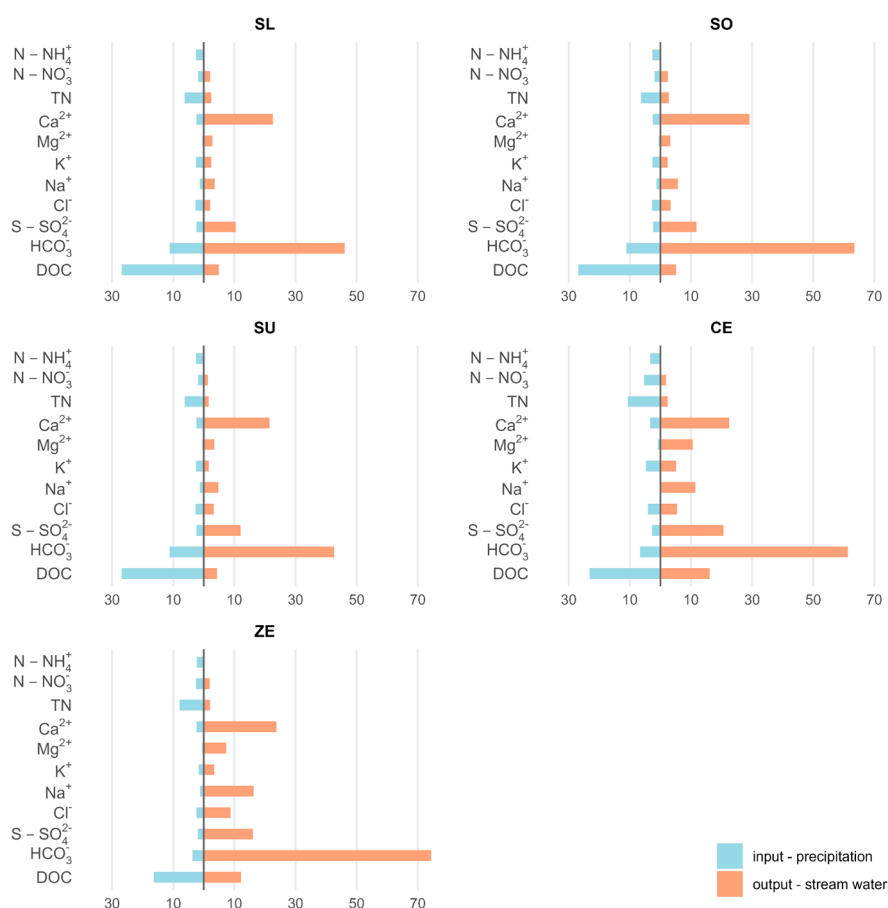 SL
N − NH₄⁺
N − NO₃⁻
TN
Ca²⁺
Mg²⁺
K⁺
Na⁺
Cl⁻
S − SO₄²⁻
HCO₃⁻
DOC
30 10 10 30 50 70
SO
N − NH₄⁺
N − NO₃⁻
TN
Ca²⁺
Mg²⁺
K⁺
Na⁺
Cl⁻
S − SO₄²⁻
HCO₃⁻
DOC
30 10 10 30 50 70
SU
N − NH₄⁺
N − NO₃⁻
TN
Ca²⁺
Mg²⁺
K⁺
Na⁺
Cl⁻
S − SO₄²⁻
HCO₃⁻
DOC
30 10 10 30 50 70
CE
N − NH₄⁺
N − NO₃⁻
TN
Ca²⁺
Mg²⁺
K⁺
Na⁺
Cl⁻
S − SO₄²⁻
HCO₃⁻
DOC
30 10 10 30 50 70
ZE
N − NH₄⁺
N − NO₃⁻
TN
Ca²⁺
Mg²⁺
K⁺
Na⁺
Cl⁻
S − SO₄²⁻
HCO₃⁻
DOC
30 10 10 30 50 70
input - precipitation
output - stream water